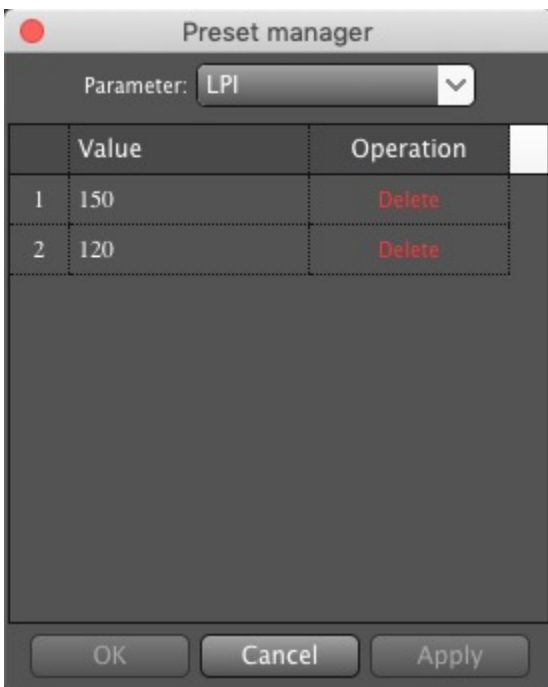 Preset manager
Parameter: LPI
Value Operation
1 150 Delete
2 120 Delete
OK Cancel Apply